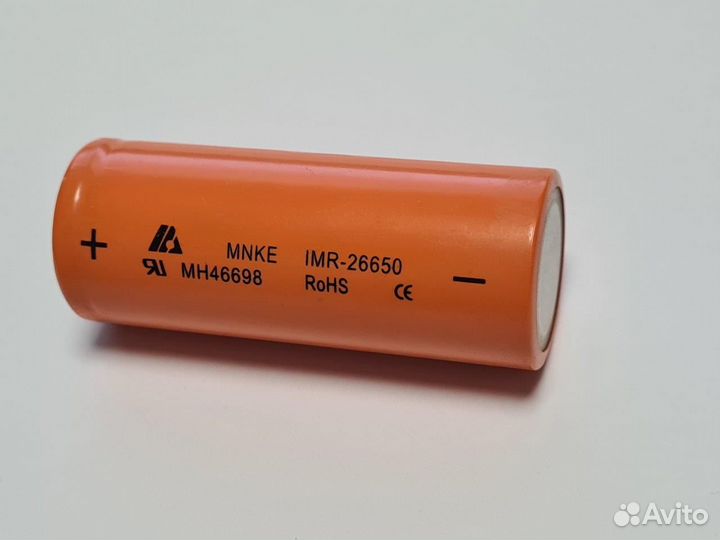 + MNKE IMR-26650 −
MH46698 RoHS CE
Avito